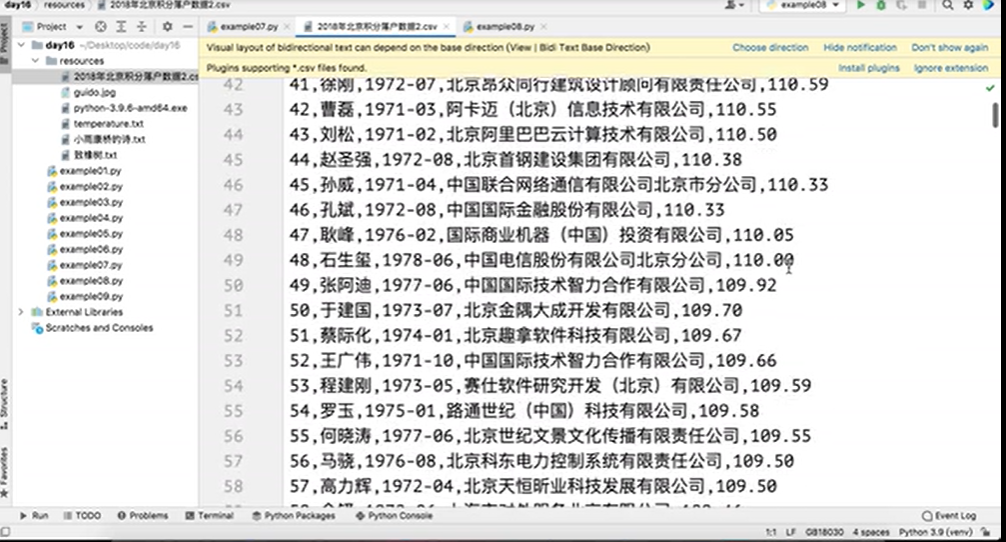 day16 resources 2018年北京积分落户数据2.csv example08
Project
example07.py 2018年北京积分落户数据2.csv example08.py
day16 ~/Desktop/code/day16
resources
2018年北京积分落户数据2.cs
guido.jpg
python-3.9.6-amd64.exe
temperature.txt
小雨康桥的诗.txt
致橡树.txt
example01.py
example02.py
example03.py
example04.py
example05.py
example06.py
example07.py
example08.py
example09.py
External Libraries
Scratches and Consoles
Project
Structure
Favorites
Visual layout of bidirectional text can depend on the base direction (View | Bidi Text Base Direction) Choose direction Hide notification Don't show again
Plugins supporting *.csv files found. Install plugins Ignore extension
42 41,徐刚,1972-07,北京昂众同行建筑设计顾问有限责任公司,110.59
43 42,曹磊,1971-03,阿卡迈（北京）信息技术有限公司,110.55
44 43,刘松,1971-02,北京阿里巴巴云计算技术有限公司,110.50
45 44,赵圣强,1972-08,北京首钢建设集团有限公司,110.38
46 45,孙威,1971-04,中国联合网络通信有限公司北京市分公司,110.33
47 46,孔斌,1972-08,中国国际金融股份有限公司,110.33
48 47,耿峰,1976-02,国际商业机器（中国）投资有限公司,110.05
49 48,石生玺,1978-06,中国电信股份有限公司北京分公司,110.00
50 49,张阿迪,1977-06,中国国际技术智力合作有限公司,109.92
51 50,于建国,1973-07,北京金隅大成开发有限公司,109.70
52 51,蔡际化,1974-01,北京趣拿软件科技有限公司,109.67
53 52,王广伟,1971-10,中国国际技术智力合作有限公司,109.66
54 53,程建刚,1973-05,赛仕软件研究开发（北京）有限公司,109.59
55 54,罗玉,1975-01,路通世纪（中国）科技有限公司,109.58
56 55,何晓涛,1977-06,北京世纪文景文化传播有限责任公司,109.55
57 56,马骁,1976-08,北京科东电力控制系统有限责任公司,109.50
58 57,高力辉,1972-04,北京天恒昕业科技发展有限公司,109.50
Run TODO Problems Terminal Python Packages Python Console Event Log
1:1 LF GB18030 4 spaces Python 3.9 (venv)